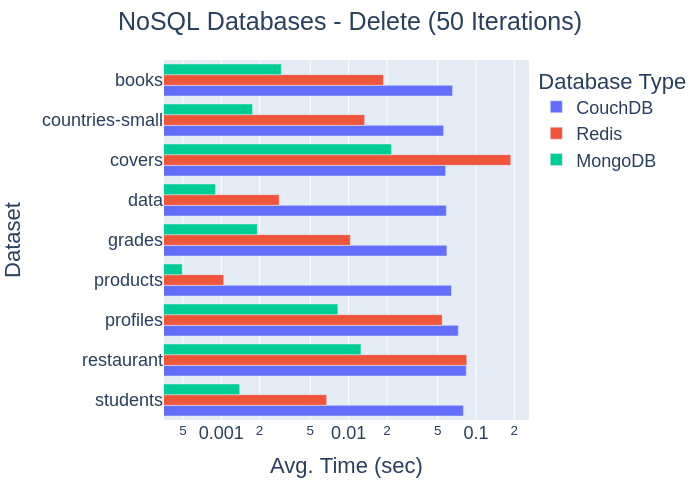 NoSQL Databases - Delete (50 Iterations)
Database Type
CouchDB
Redis
MongoDB
Dataset
books
countries-small
covers
data
grades
products
profiles
restaurant
students
5 0.001 2 5 0.01 2 5 0.1 2
Avg. Time (sec)